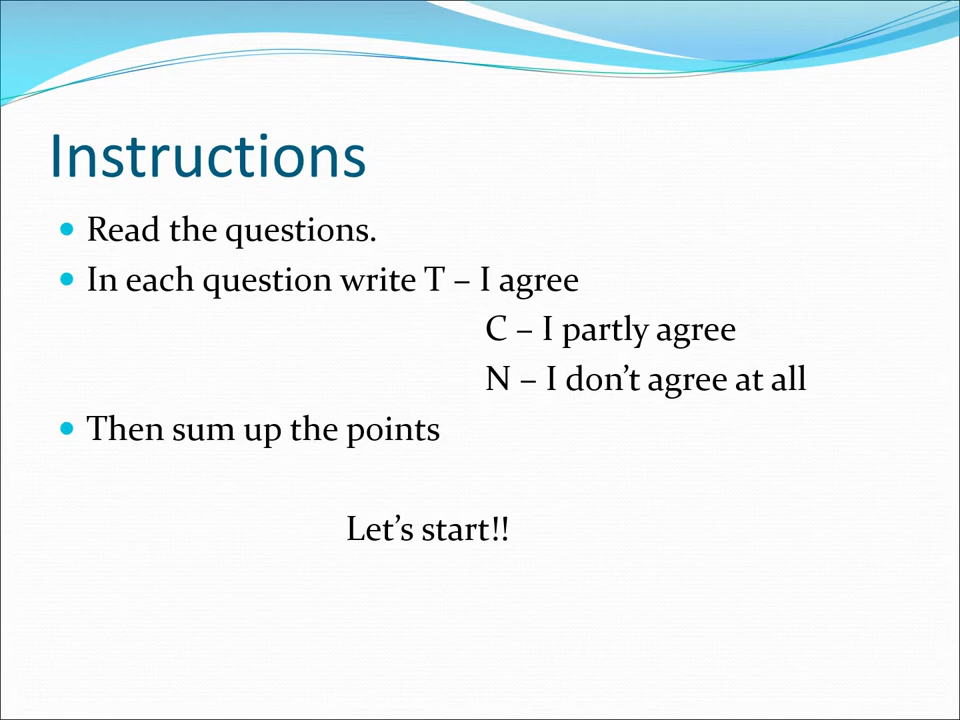 Instructions
• Read the questions.
• In each question write T – I agree
C – I partly agree
N – I don’t agree at all
• Then sum up the points
Let’s start!!